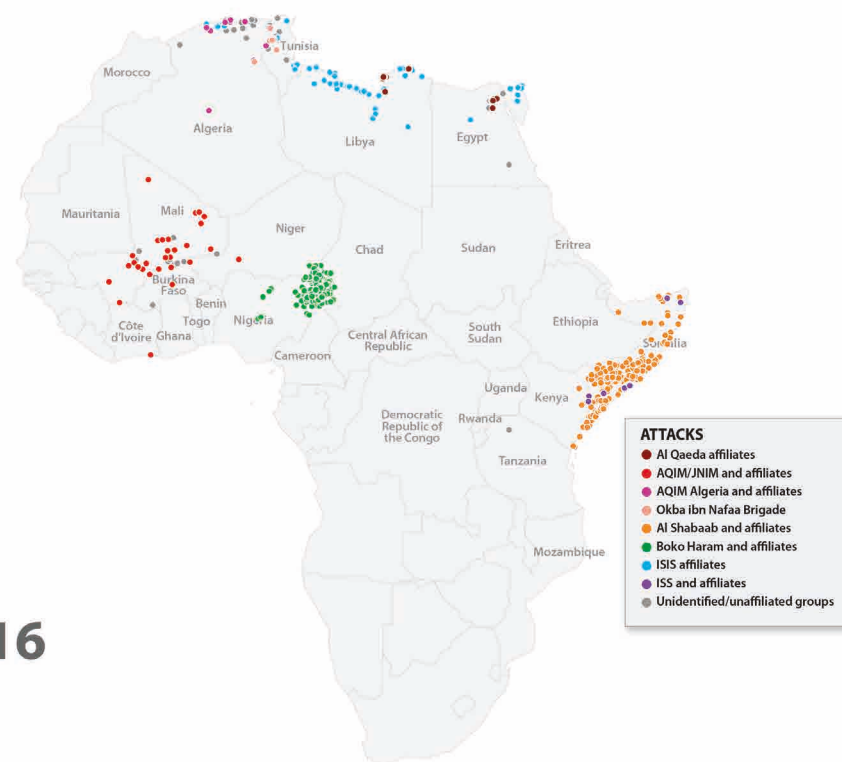 Tunisia
Morocco
Algeria
Libya
Egypt
Mauritania
Mali
Niger
Chad
Sudan
Eritrea
Burkina
Faso
Benin
Togo
Nigeria
Côte
d'Ivoire
Ghana
Cameroon
Central African
Republic
South
Sudan
Ethiopia
Somalia
Uganda
Kenya
Rwanda
Democratic
Republic of
the Congo
Tanzania
Mozambique
ATTACKS
Al Qaeda affiliates
AQIM/JNIM and affiliates
AQIM Algeria and affiliates
Okba ibn Nafaa Brigade
Al Shabaab and affiliates
Boko Haram and affiliates
ISIS affiliates
ISS and affiliates
Unidentified/unaffiliated groups
16